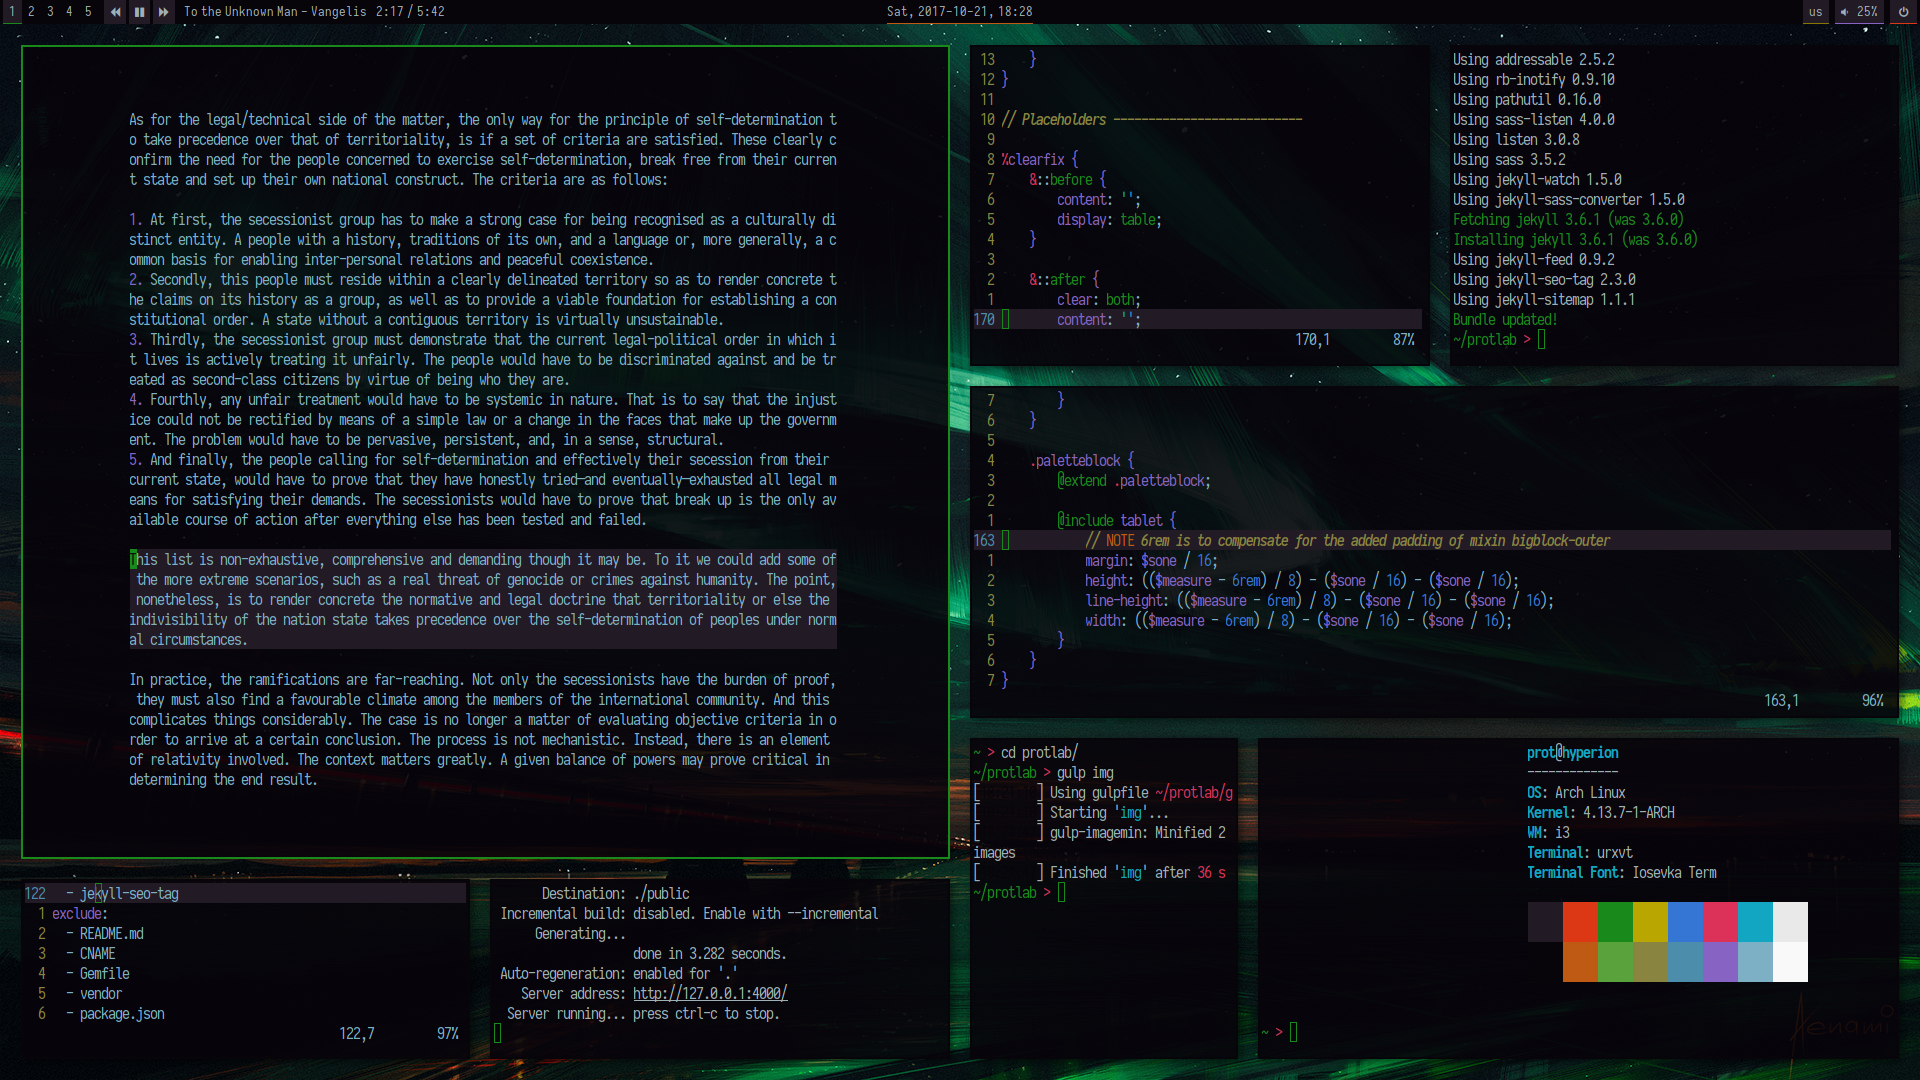 1 2 3 4 5 To the Unknown Man - Vangelis 2:17 / 5:42
Sat, 2017-10-21, 18:28
us 25%
As for the legal/technical side of the matter, the only way for the principle of self-determination t
o take precedence over that of territoriality, is if a set of criteria are satisfied. These clearly c
onfirm the need for the people concerned to exercise self-determination, break free from their curren
t state and set up their own national construct. The criteria are as follows:
1. At first, the secessionist group has to make a strong case for being recognised as a culturally di
stinct entity. A people with a history, traditions of its own, and a language or, more generally, a c
ommon basis for enabling inter-personal relations and peaceful coexistence.
2. Secondly, this people must reside within a clearly delineated territory so as to render concrete t
he claims on its history as a group, as well as to provide a viable foundation for establishing a con
stitutional order. A state without a contiguous territory is virtually unsustainable.
3. Thirdly, the secessionist group must demonstrate that the current legal-political order in which i
t lives is actively treating it unfairly. The people would have to be discriminated against and be tr
eated as second-class citizens by virtue of being who they are.
4. Fourthly, any unfair treatment would have to be systemic in nature. That is to say that the injust
ice could not be rectified by means of a simple law or a change in the faces that make up the governm
ent. The problem would have to be pervasive, persistent, and, in a sense, structural.
5. And finally, the people calling for self-determination and effectively their secession from their
current state, would have to prove that they have honestly tried—and eventually—exhausted all legal m
eans for satisfying their demands. The secessionists would have to prove that break up is the only av
ailable course of action after everything else has been tested and failed.
This list is non-exhaustive, comprehensive and demanding though it may be. To it we could add some of
the more extreme scenarios, such as a real threat of genocide or crimes against humanity. The point,
nonetheless, is to render concrete the normative and legal doctrine that territoriality or else the
indivisibility of the nation state takes precedence over the self-determination of peoples under norm
al circumstances.
In practice, the ramifications are far-reaching. Not only the secessionists have the burden of proof,
they must also find a favourable climate among the members of the international community. And this
complicates things considerably. The case is no longer a matter of evaluating objective criteria in o
rder to arrive at a certain conclusion. The process is not mechanistic. Instead, there is an element
of relativity involved. The context matters greatly. A given balance of powers may prove critical in
determining the end result.
13 }
12 }
11
10 // Placeholders ---------------------------
9
8 %clearfix {
7 &::before {
6 content: '';
5 display: table;
4 }
3
2 &::after {
1 clear: both;
170 content: '';
170,1 87%
Using addressable 2.5.2
Using rb-inotify 0.9.10
Using pathutil 0.16.0
Using sass-listen 4.0.0
Using listen 3.0.8
Using sass 3.5.2
Using jekyll-watch 1.5.0
Using jekyll-sass-converter 1.5.0
Fetching jekyll 3.6.1 (was 3.6.0)
Installing jekyll 3.6.1 (was 3.6.0)
Using jekyll-feed 0.9.2
Using jekyll-seo-tag 2.3.0
Using jekyll-sitemap 1.1.1
Bundle updated!
~/protlab >
7 }
6 }
5
4 .paletteblock {
3 @extend .paletteblock;
2
1 @include tablet {
163 // NOTE 6rem is to compensate for the added padding of mixin bigblock-outer
1 margin: $sone / 16;
2 height: (($measure - 6rem) / 8) - ($sone / 16) - ($sone / 16);
3 line-height: (($measure - 6rem) / 8) - ($sone / 16) - ($sone / 16);
4 width: (($measure - 6rem) / 8) - ($sone / 16) - ($sone / 16);
5 }
6 }
7 }
163,1 96%
122 - jekyll-seo-tag
1 exclude:
2 - README.md
3 - CNAME
4 - Gemfile
5 - vendor
6 - package.json
122,7 97%
Destination: ./public
Incremental build: disabled. Enable with --incremental
Generating...
done in 3.282 seconds.
Auto-regeneration: enabled for '.'
Server address: http://127.0.0.1:4000/
Server running... press ctrl-c to stop.
~ > cd protlab/
~/protlab > gulp img
[ ] Using gulpfile ~/protlab/g
[ ] Starting 'img'...
[ ] gulp-imagemin: Minified 2
images
[ ] Finished 'img' after 36 s
~/protlab >
prot@hyperion
-------------
OS: Arch Linux
Kernel: 4.13.7-1-ARCH
WM: i3
Terminal: urxvt
Terminal Font: Iosevka Term
~ >
Aenami